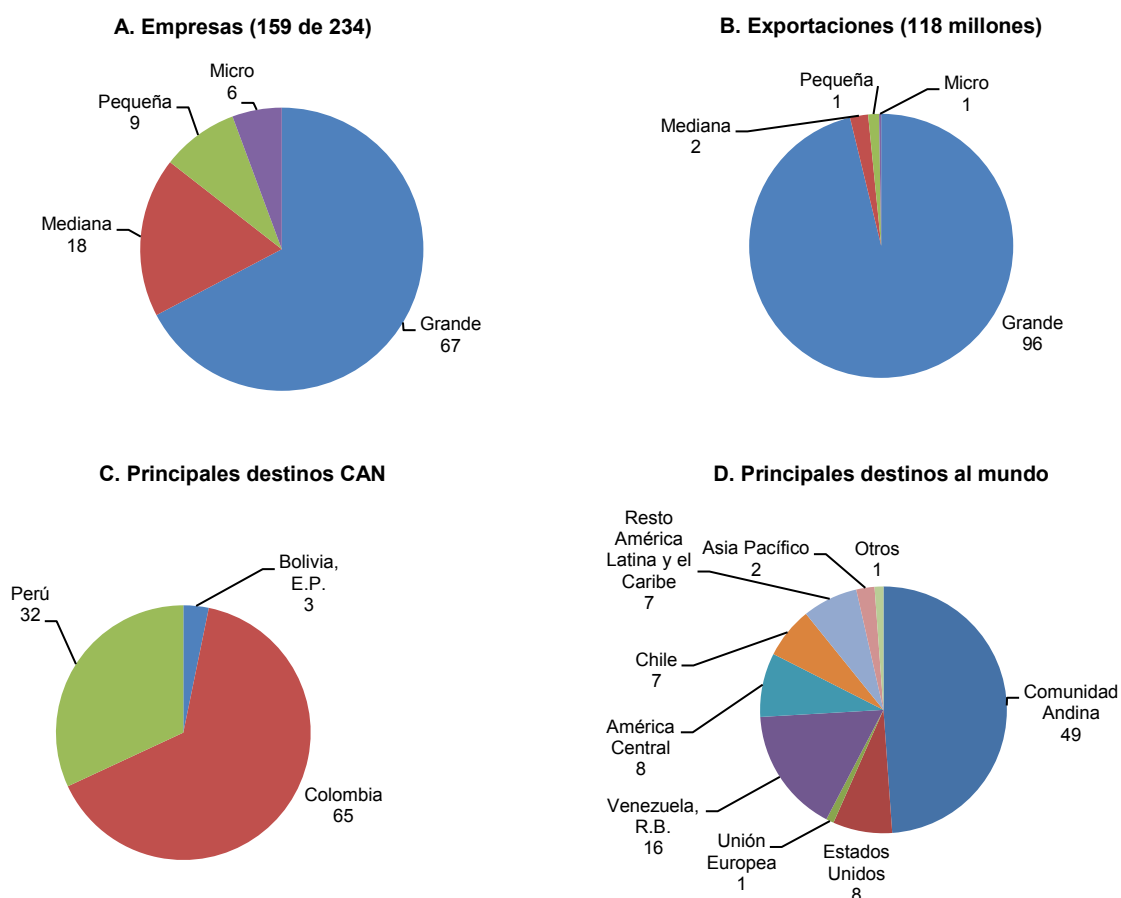 A. Empresas (159 de 234)
Micro
6
Pequeña
9
Mediana
18
Grande
67
B. Exportaciones (118 millones)
Pequeña
1
Micro
1
Mediana
2
Grande
96
C. Principales destinos CAN
Bolivia,
E.P.
3
Perú
32
Colombia
65
D. Principales destinos al mundo
Resto
América
Latina y el
Caribe
7
Asia Pacífico
2
Otros
1
Chile
7
Comunidad
Andina
49
América
Central
8
Venezuela,
R.B.
16
Unión
Europea
1
Estados
Unidos
8